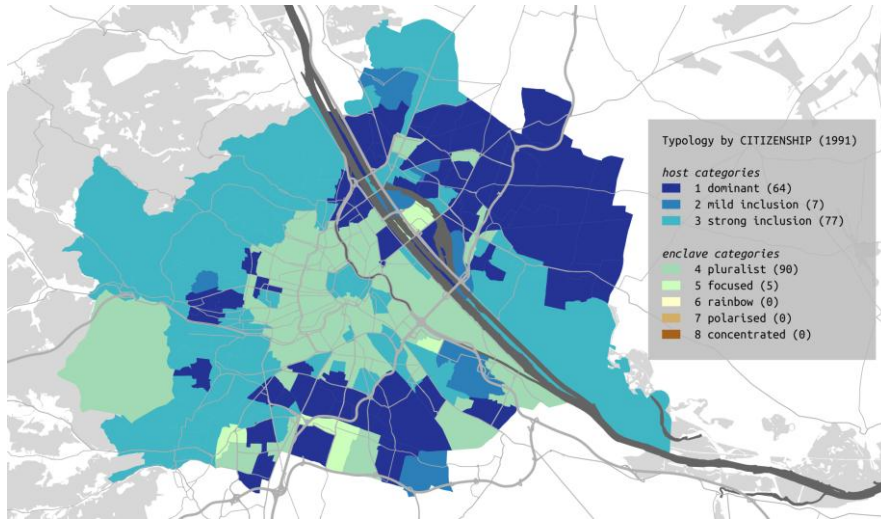 Typology by CITIZENSHIP (1991)
host categories
1 dominant (64)
2 mild inclusion (7)
3 strong inclusion (77)
enclave categories
4 pluralist (90)
5 focused (5)
6 rainbow (0)
7 polarised (0)
8 concentrated (0)